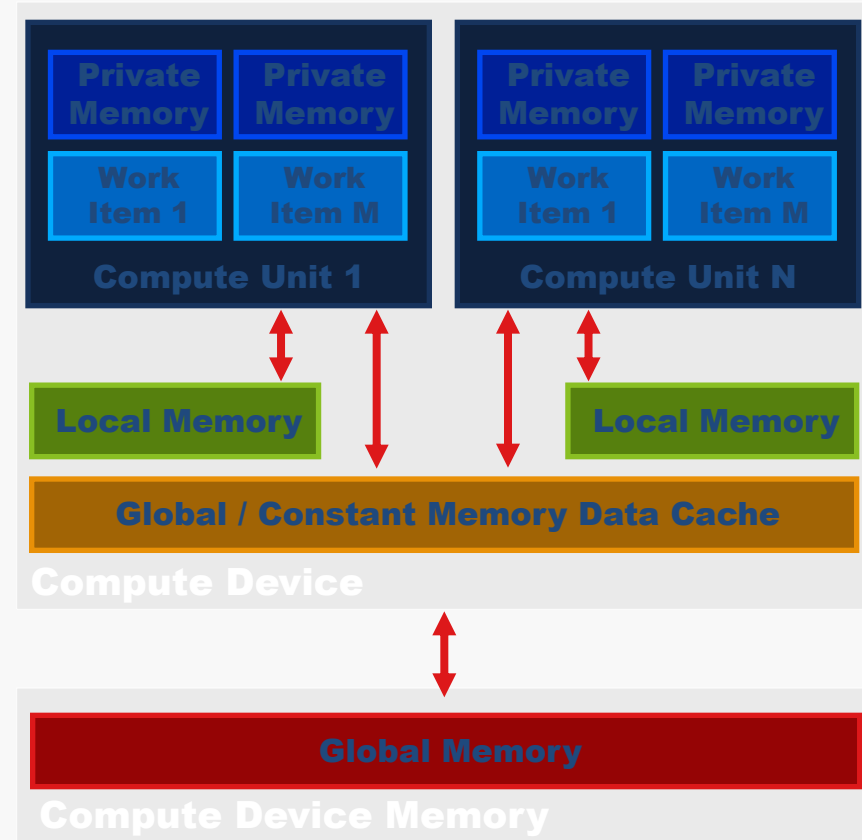 Private
Memory
Private
Memory
Work
Item 1
Work
Item M
Compute Unit 1
Private
Memory
Private
Memory
Work
Item 1
Work
Item M
Compute Unit N
Local Memory
Local Memory
Global / Constant Memory Data Cache
Compute Device
Global Memory
Compute Device Memory